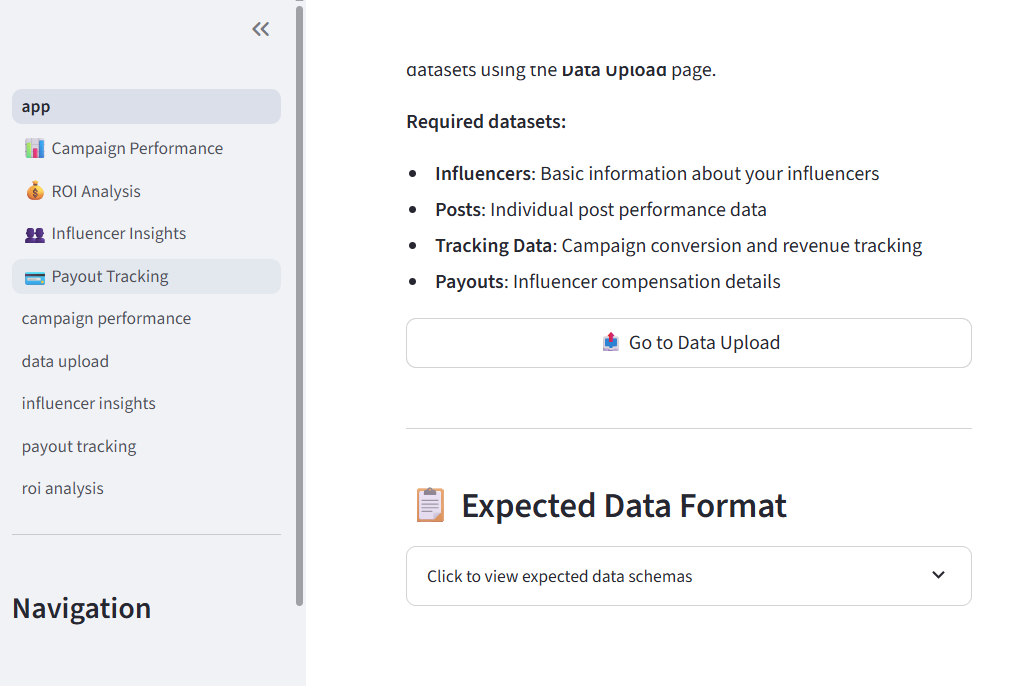 app
Campaign Performance
ROI Analysis
Influencer Insights
Payout Tracking
campaign performance
data upload
influencer insights
payout tracking
roi analysis
Navigation
datasets using the Data Upload page.
Required datasets:
Influencers: Basic information about your influencers
Posts: Individual post performance data
Tracking Data: Campaign conversion and revenue tracking
Payouts: Influencer compensation details
Go to Data Upload
Expected Data Format
Click to view expected data schemas